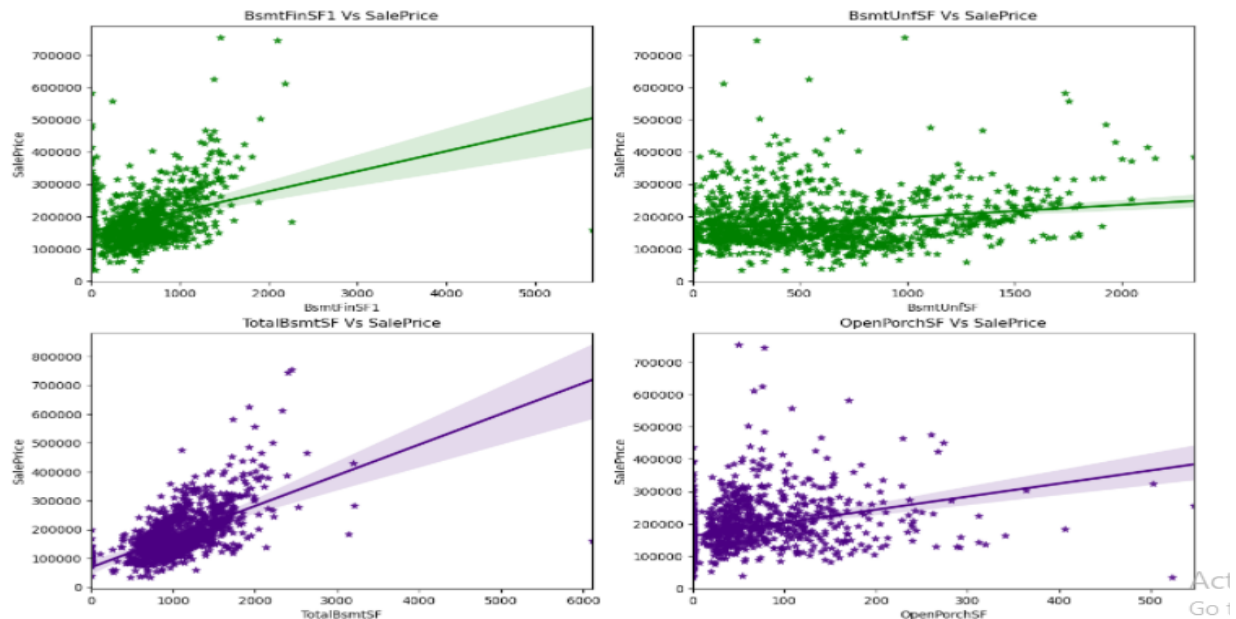 BsmtFinSF1 Vs SalePrice
700000
600000
500000
400000
300000
200000
100000
0
SalePrice
0 1000 2000 3000 4000 5000
BsmtFinSF1
BsmtUnfSF Vs SalePrice
700000
600000
500000
400000
300000
200000
100000
0
SalePrice
0 500 1000 1500 2000
BsmtUnfSF
TotalBsmtSF Vs SalePrice
800000
700000
600000
500000
400000
300000
200000
100000
0
SalePrice
0 1000 2000 3000 4000 5000 6000
TotalBsmtSF
OpenPorchSF Vs SalePrice
700000
600000
500000
400000
300000
200000
100000
0
SalePrice
0 100 200 300 400 500
OpenPorchSF
Act
Go t